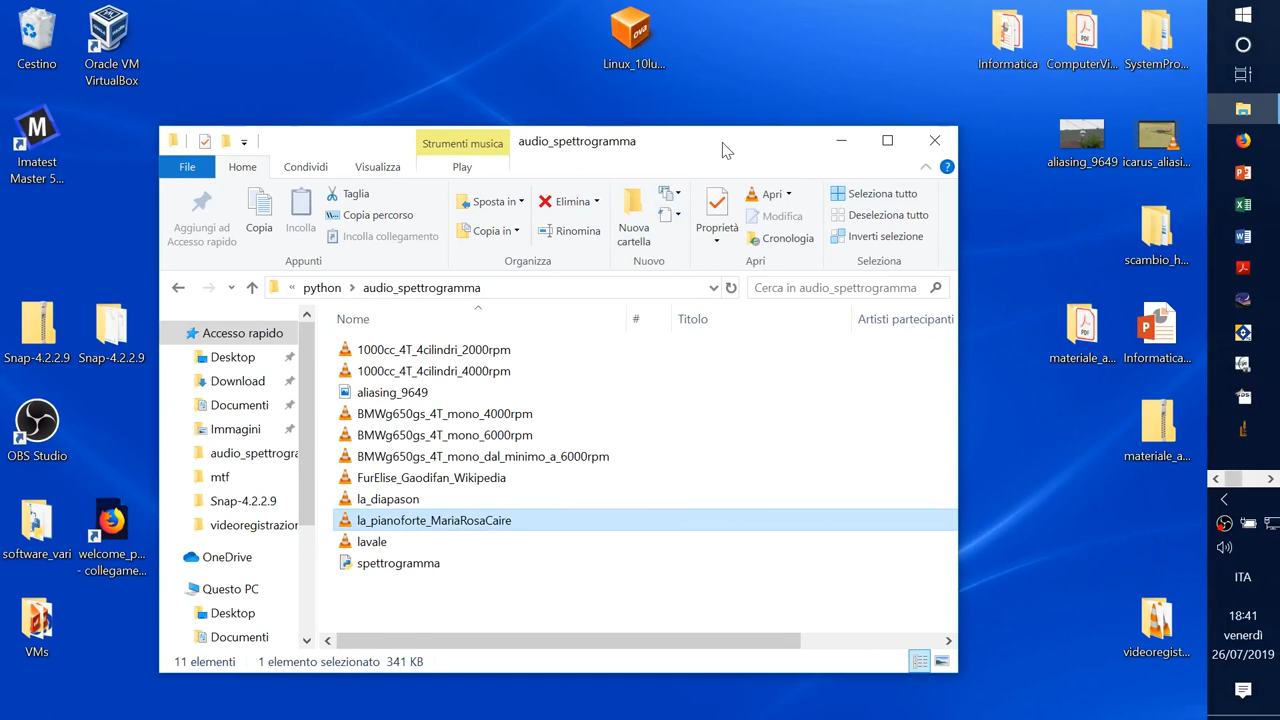 Cestino
Oracle VM
VirtualBox
Linux_10lu...
Informatica
ComputerVi...
SystemPro...
Imatest
Master 5...
aliasing_9649
icarus_aliasi...
scambio_h...
Snap-4.2.2.9
Snap-4.2.2.9
materiale_a...
Informatica...
OBS Studio
materiale_a...
software_vari
welcome_p...
- collegame...
VMs
videoregist...
Strumenti musica
audio_spettrogramma
File
Home
Condividi
Visualizza
Play
Aggiungi ad
Accesso rapido
Copia
Incolla
Taglia
Copia percorso
Incolla collegamento
Appunti
Sposta in
Copia in
Elimina
Rinomina
Organizza
Nuova
cartella
Nuovo
Proprietà
Apri
Modifica
Cronologia
Apri
Seleziona tutto
Deseleziona tutto
Inverti selezione
Seleziona
« python > audio_spettrogramma
Cerca in audio_spettrogramma
Accesso rapido
Desktop
Download
Documenti
Immagini
audio_spettrogra
mtf
Snap-4.2.2.9
videoregistrazion
OneDrive
Questo PC
Desktop
Documenti
Nome
#
Titolo
Artisti partecipanti
1000cc_4T_4cilindri_2000rpm
1000cc_4T_4cilindri_4000rpm
aliasing_9649
BMWg650gs_4T_mono_4000rpm
BMWg650gs_4T_mono_6000rpm
BMWg650gs_4T_mono_dal_minimo_a_6000rpm
FurElise_Gaodifan_Wikipedia
la_diapason
la_pianoforte_MariaRosaCaire
lavale
spettrogramma
11 elementi
1 elemento selezionato 341 KB
ITA
18:41
venerdì
26/07/2019